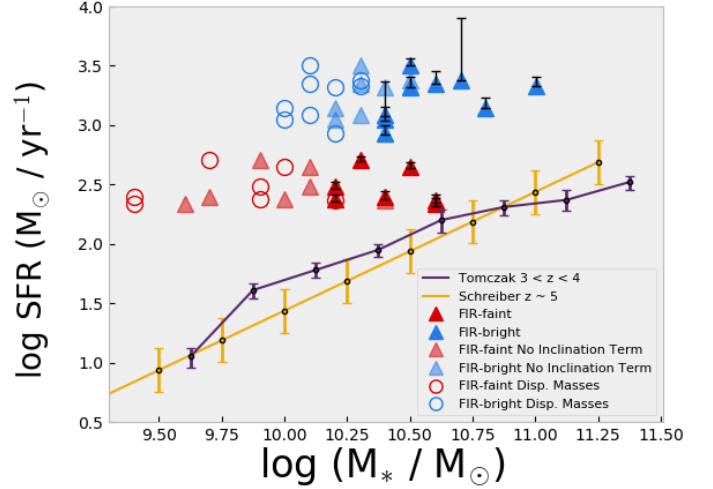 4.0
3.5
3.0
2.5
2.0
1.5
1.0
0.5
log SFR (M⊙ / yr⁻¹)
Tomczak 3 < z < 4
Schreiber z ~ 5
FIR-faint
FIR-bright
FIR-faint No Inclination Term
FIR-bright No Inclination Term
FIR-faint Disp. Masses
FIR-bright Disp. Masses
9.50 9.75 10.00 10.25 10.50 10.75 11.00 11.25 11.50
log (M* / M⊙)